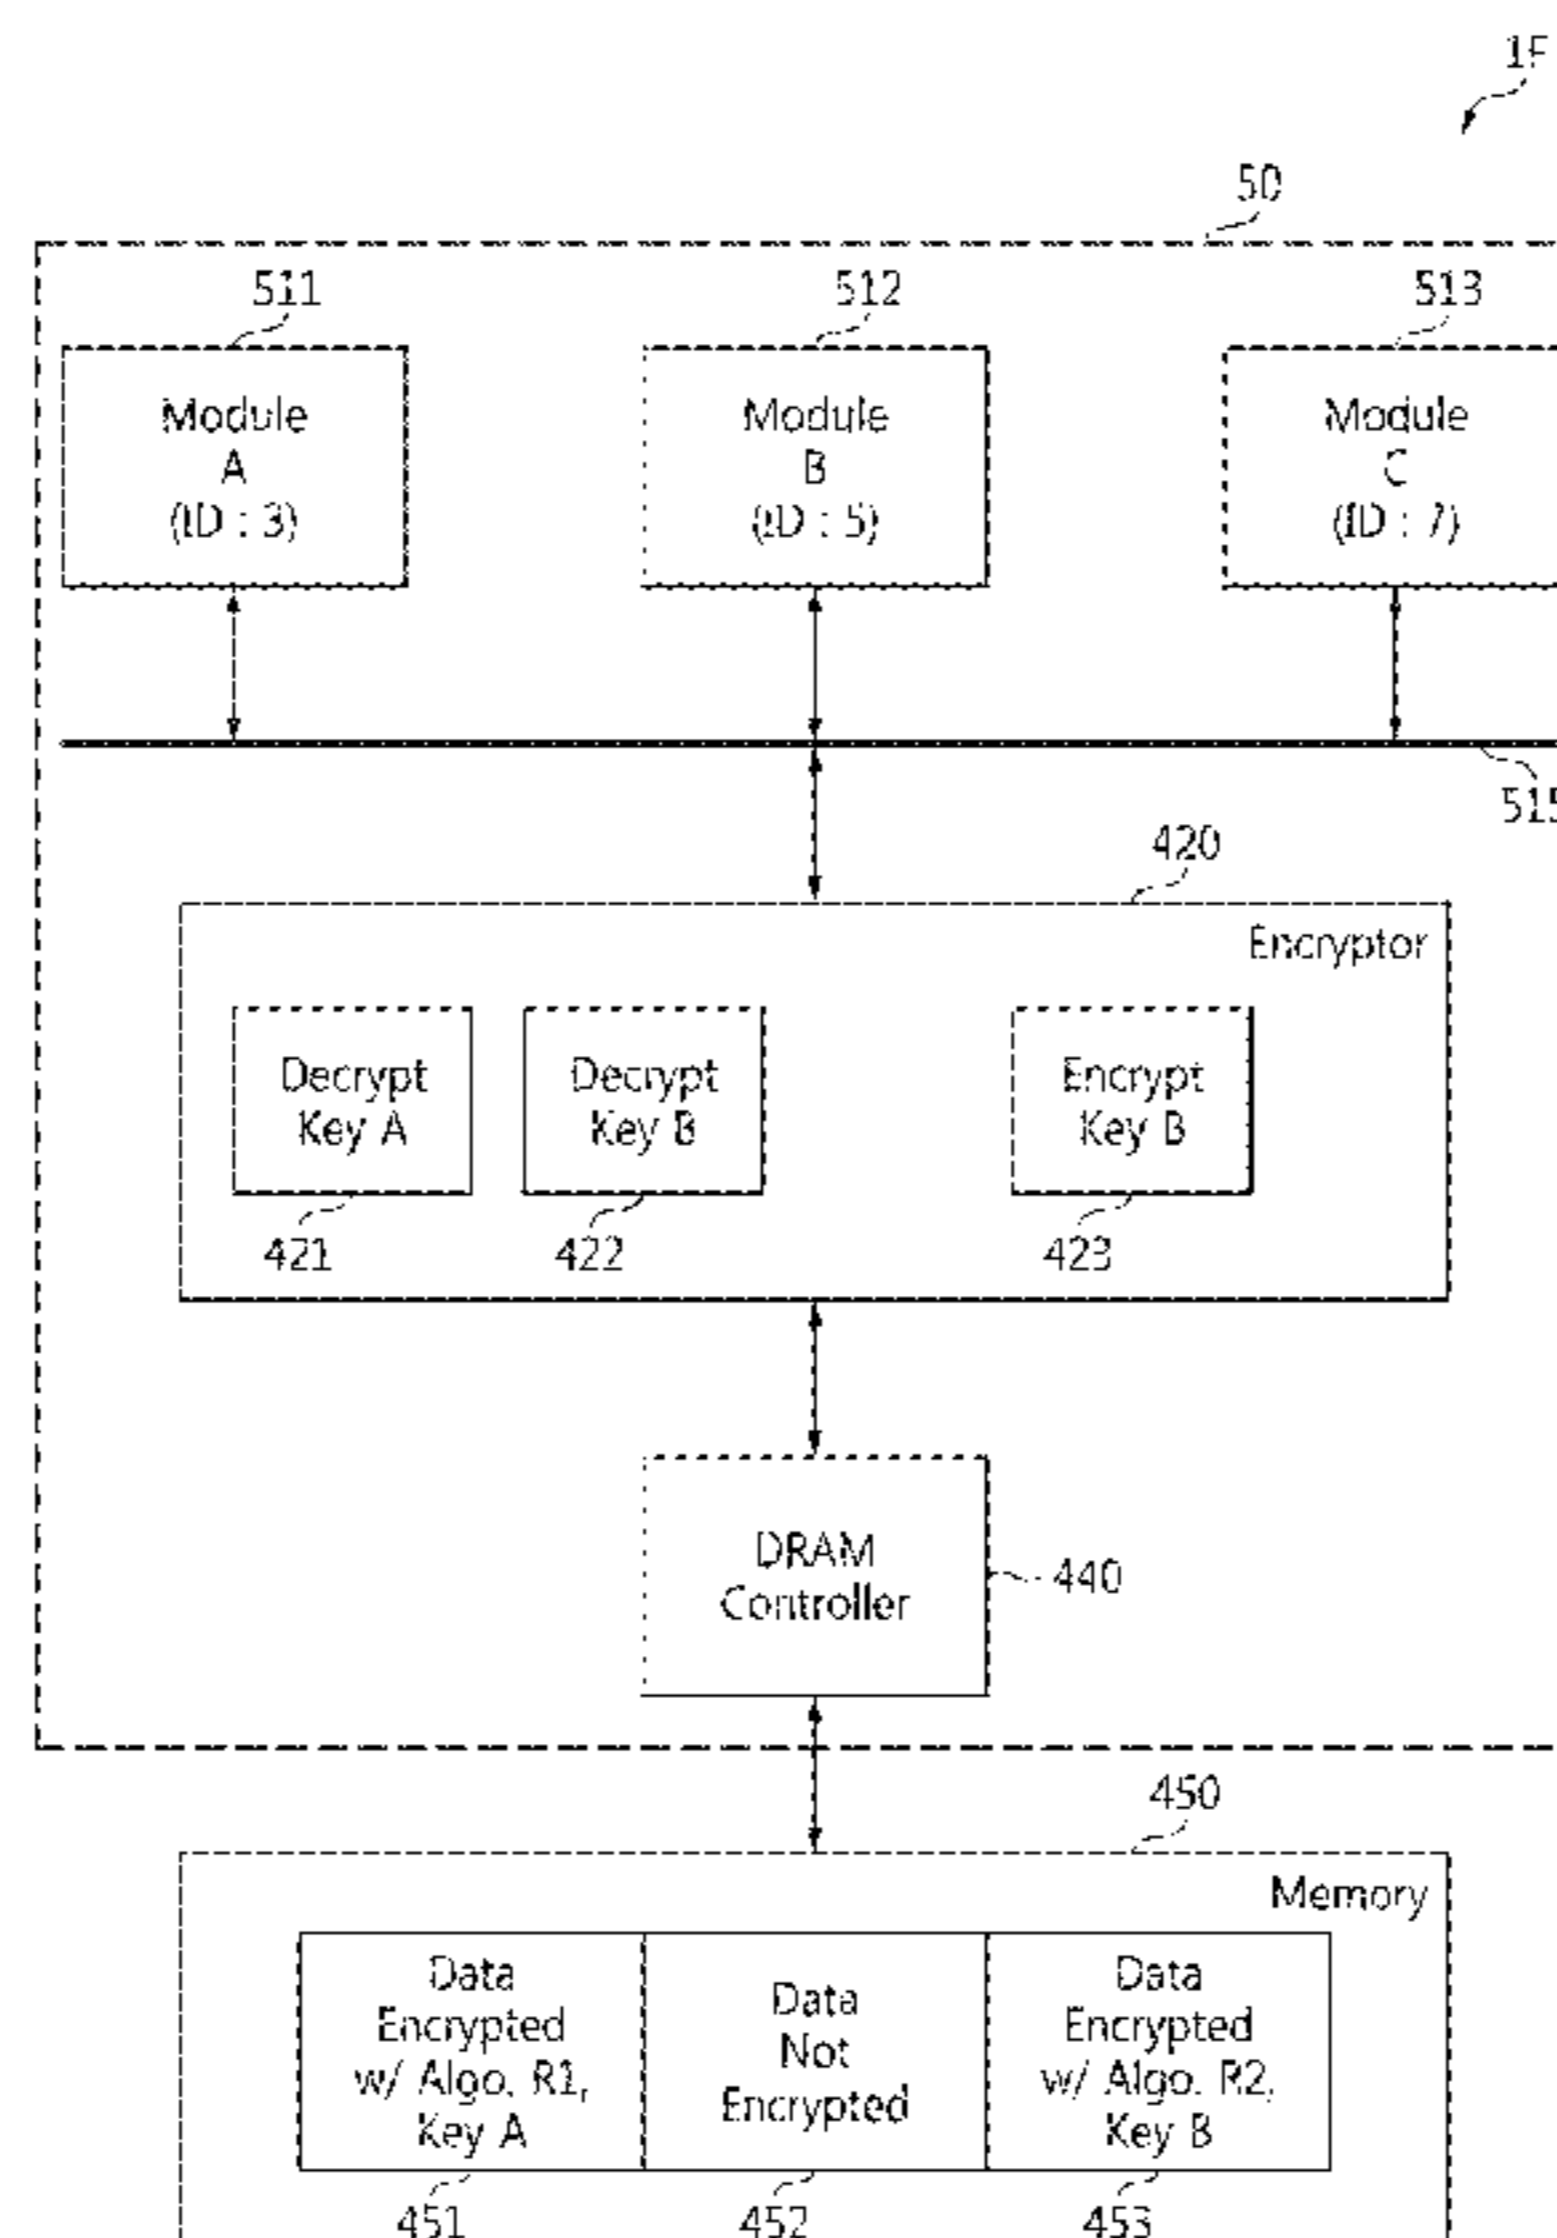 50
511
512
513
Module
A
(ID : 3)
Module
B
(ID : 5)
Module
C
(ID : 7)
420
Encryptor
Decrypt
Key A
Decrypt
Key B
Encrypt
Key B
421
422
423
DRAM
Controller
440
450
Memory
Data
Encrypted
w/ Algo. R1,
Key A
Data
Not
Encrypted
Data
Encrypted
w/ Algo. R2,
Key B
451
452
453